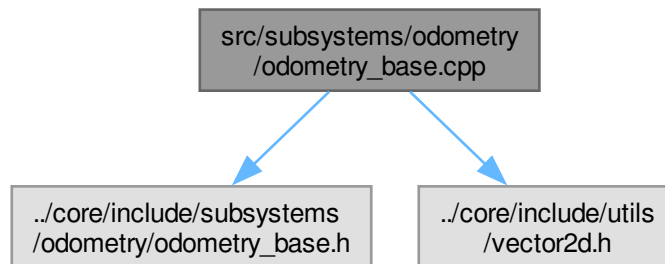 src/subsystems/odometry
/odometry_base.cpp
../core/include/subsystems
/odometry/odometry_base.h
../core/include/utils
/vector2d.h